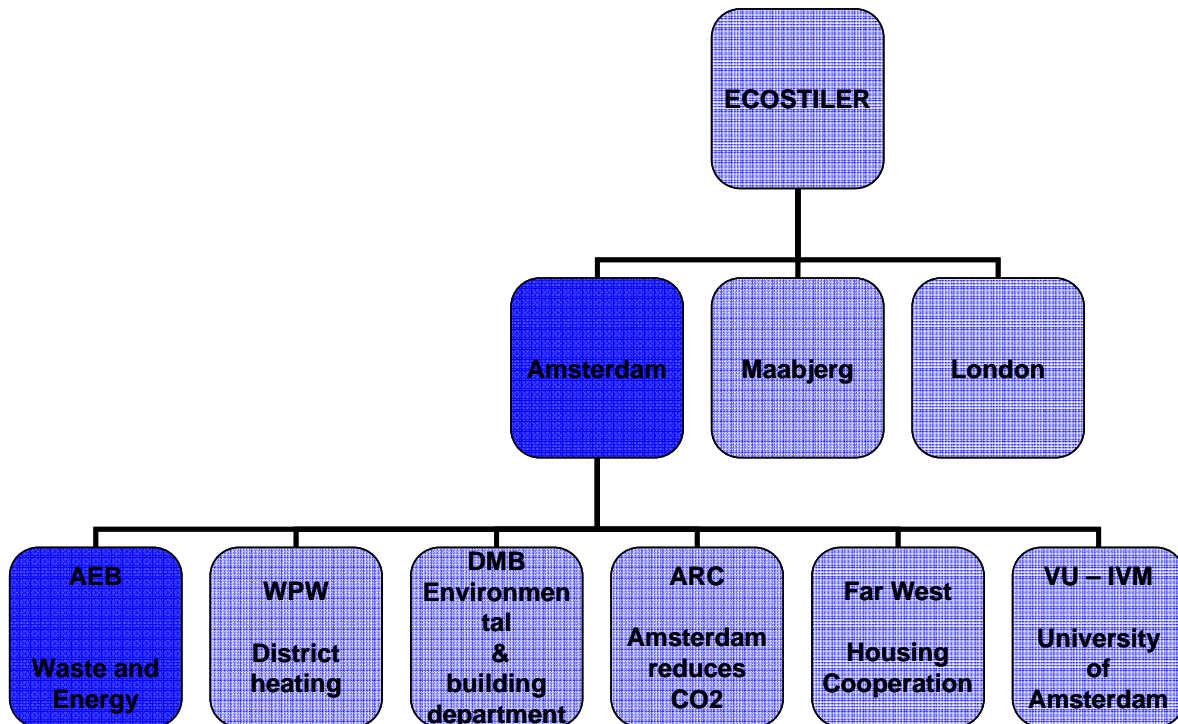 ECOSTILER
Amsterdam
Maabjerg
London
AEB
Waste and
Energy
WPW
District
heating
DMB
Environmen
tal
&
building
department
ARC
Amsterdam
reduces
CO2
Far West
Housing
Cooperation
VU – IVM
University
of
Amsterdam